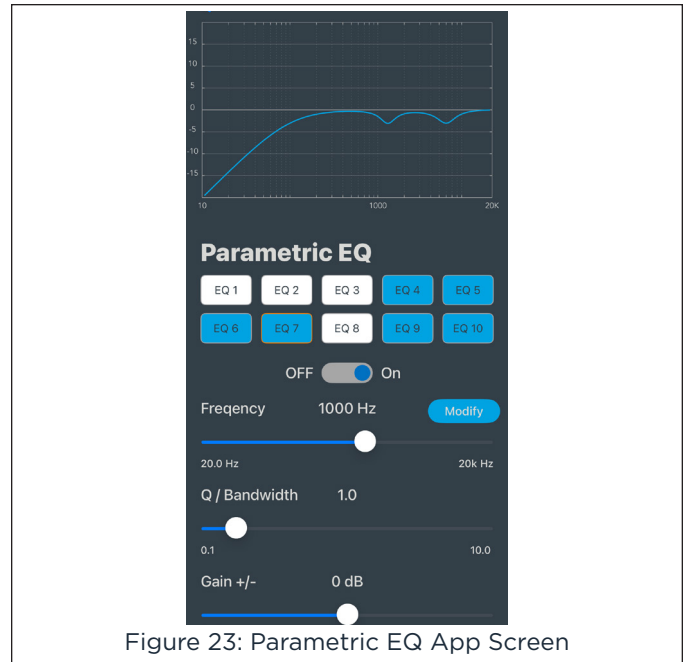 15
10
5
0
-5
-10
-15
10 1000 20K
Parametric EQ
EQ 1 EQ 2 EQ 3 EQ 4 EQ 5
EQ 6 EQ 7 EQ 8 EQ 9 EQ 10
OFF On
Freqency 1000 Hz Modify
20.0 Hz 20k Hz
Q / Bandwidth 1.0
0.1 10.0
Gain +/- 0 dB
Figure 23: Parametric EQ App Screen